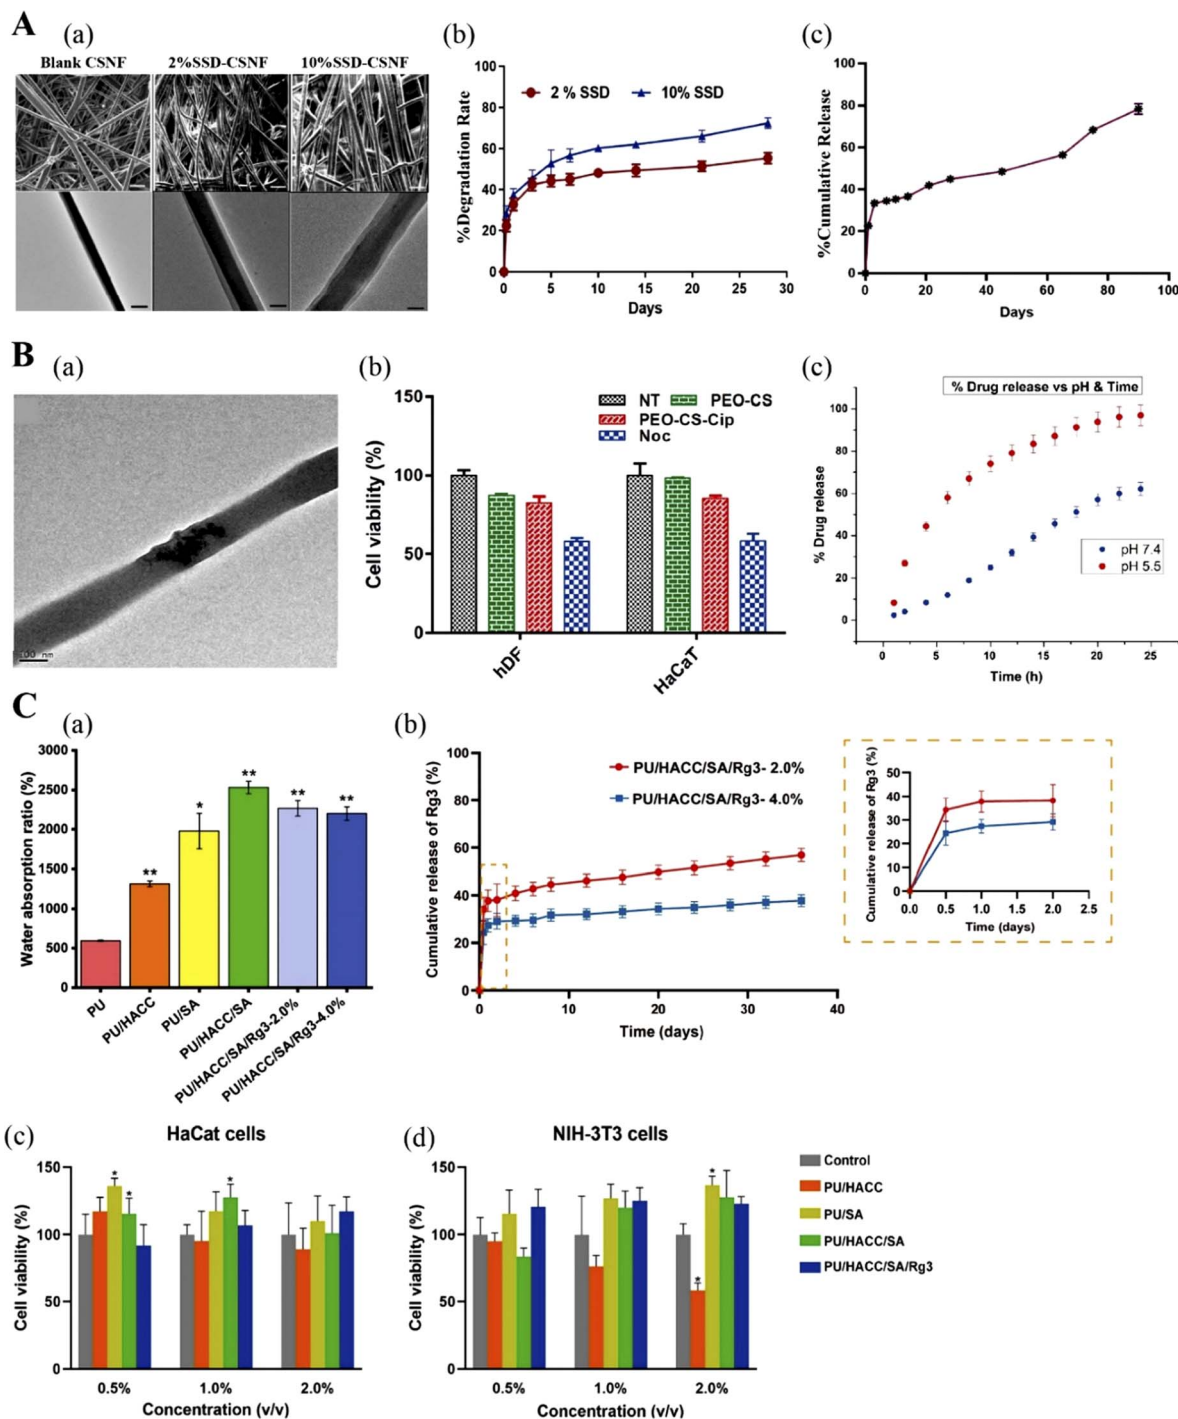 A
(a)
Blank CSNF
2%SSD-CSNF
10%SSD-CSNF
(b)
100
80
60
40
20
0
%Degradation Rate
2 % SSD
10% SSD
0 5 10 15 20 25 30
Days
(c)
100
80
60
40
20
0
%Cumulative Release
0 20 40 60 80 100
Days
B
(a)
100 nm
(b)
150
100
50
0
Cell viability (%)
NT
PEO-CS
PEO-CS-Cip
Noc
hDF
HaCaT
(c)
% Drug release vs pH & Time
100
80
60
40
20
0
% Drug release
pH 7.4
pH 5.5
0 5 10 15 20 25
Time (h)
C
(a)
3000
2500
2000
1500
1000
500
0
Water absorption ratio (%)
**
*
**
**
**
PU
PU/HACC
PU/SA
PU/HACC/SA
PU/HACC/SA/Rg3-2.0%
PU/HACC/SA/Rg3-4.0%
(b)
100
80
60
40
20
0
Cumulative release of Rg3 (%)
PU/HACC/SA/Rg3- 2.0%
PU/HACC/SA/Rg3- 4.0%
0 10 20 30 40
Time (days)
50
40
30
20
10
0
Cumulative release of Rg3 (%)
0.0 0.5 1.0 1.5 2.0 2.5
Time (days)
(c)
HaCat cells
150
100
50
0
Cell viability (%)
*
*
*
0.5% 1.0% 2.0%
Concentration (v/v)
(d)
NIH-3T3 cells
150
100
50
0
Cell viability (%)
*
*
0.5% 1.0% 2.0%
Concentration (v/v)
Control
PU/HACC
PU/SA
PU/HACC/SA
PU/HACC/SA/Rg3